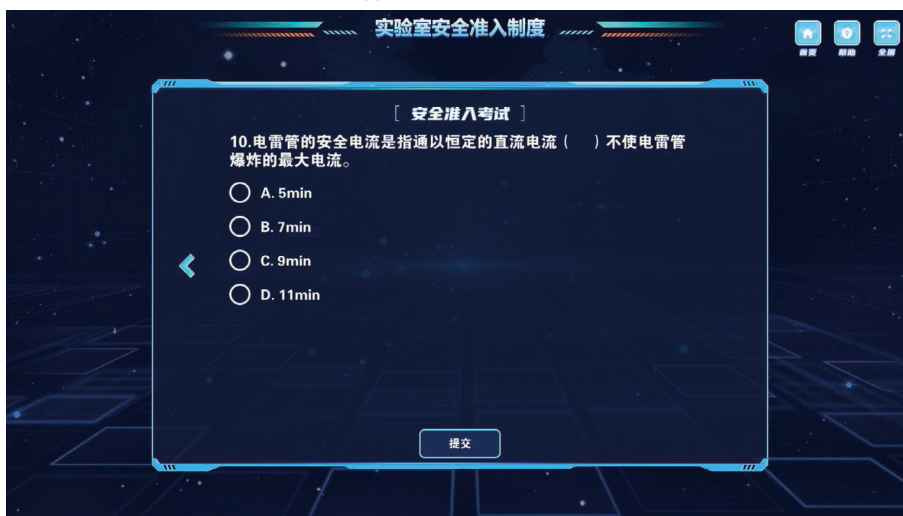 实验室安全准入制度
首页 帮助 全屏
[ 安全准入考试 ]
10.电雷管的安全电流是指通以恒定的直流电流（　）不使电雷管
爆炸的最大电流。
A. 5min
B. 7min
C. 9min
D. 11min
提交